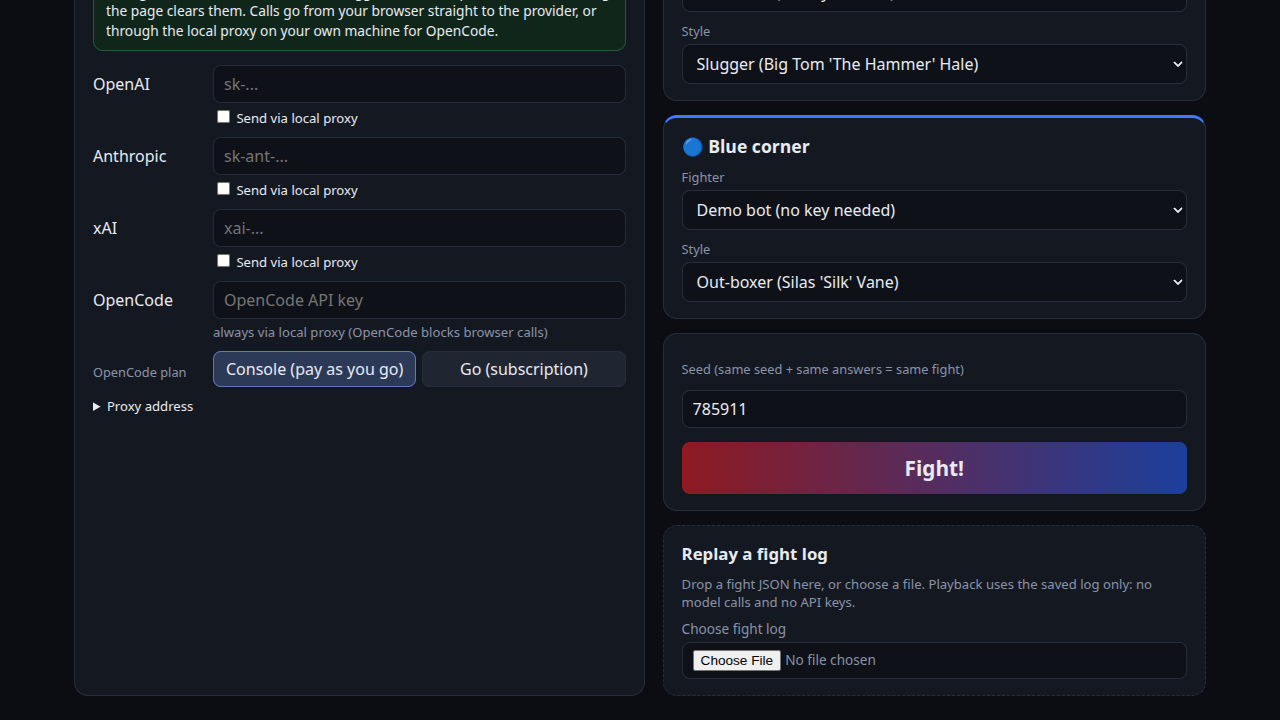 the page clears them. Calls go from your browser straight to the provider, or
through the local proxy on your own machine for OpenCode.
OpenAI
sk-...
Send via local proxy
Anthropic
sk-ant-...
Send via local proxy
xAI
xai-...
Send via local proxy
OpenCode
OpenCode API key
always via local proxy (OpenCode blocks browser calls)
OpenCode plan
Console (pay as you go)
Go (subscription)
Proxy address
Style
Slugger (Big Tom 'The Hammer' Hale)
Blue corner
Fighter
Demo bot (no key needed)
Style
Out-boxer (Silas 'Silk' Vane)
Seed (same seed + same answers = same fight)
785911
Fight!
Replay a fight log
Drop a fight JSON here, or choose a file. Playback uses the saved log only: no
model calls and no API keys.
Choose fight log
Choose File No file chosen